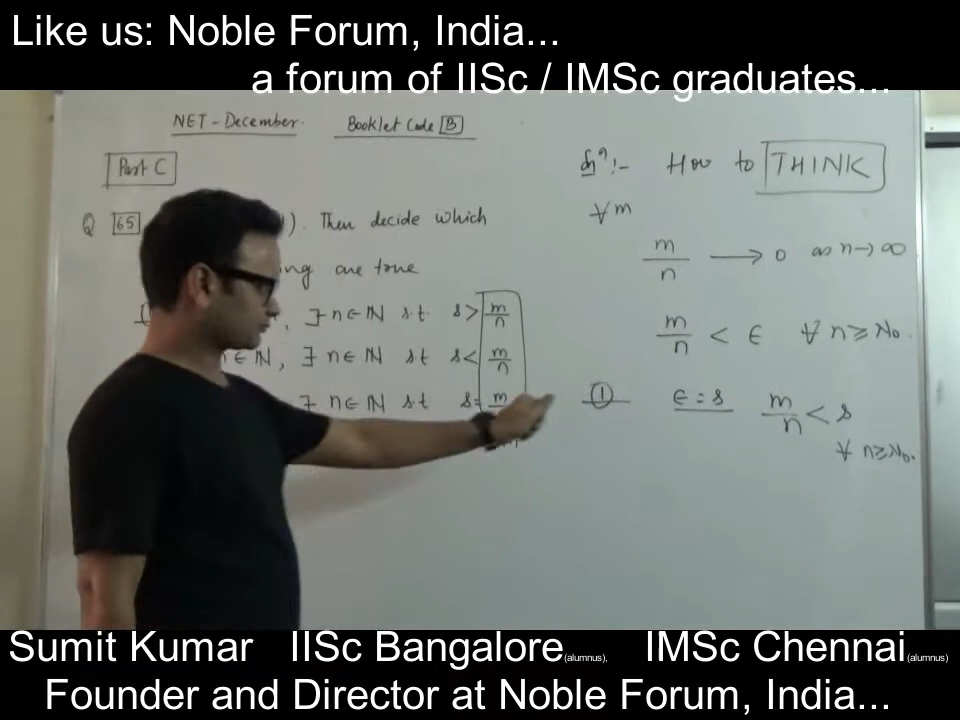 Like us: Noble Forum, India...
a forum of IISc / IMSc graduates...
NET - December. Booklet Code B
Part C
Q 65 ). Then decide which
ing are true
, ∃ n ∈ ℕ s.t. s > m/n
∈ ℕ, ∃ n ∈ ℕ s.t s < m/n
∃ n ∈ ℕ s.t s = m
Sol^n :- How to THINK
∀ m
m/n → 0 as n → ∞
m/n < ε ∀ n ≥ N₀.
① ε = s m/n < s
∀ n ≥ N₀.
Sumit Kumar IISc Bangalore(alumnus), IMSc Chennai(alumnus)
Founder and Director at Noble Forum, India...